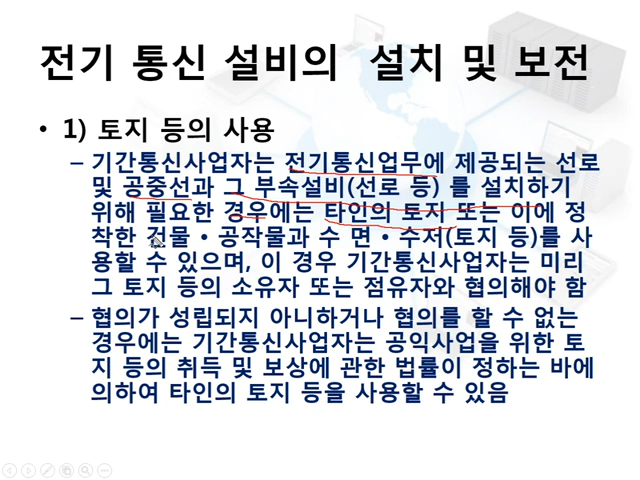 전기 통신 설비의 설치 및 보전
• 1) 토지 등의 사용
– 기간통신사업자는 전기통신업무에 제공되는 선로
및 공중선과 그 부속설비(선로 등) 를 설치하기
위해 필요한 경우에는 타인의 토지 또는 이에 정
착한 건물 • 공작물과 수 면 • 수저(토지 등)를 사
용할 수 있으며, 이 경우 기간통신사업자는 미리
그 토지 등의 소유자 또는 점유자와 협의해야 함
– 협의가 성립되지 아니하거나 협의를 할 수 없는
경우에는 기간통신사업자는 공익사업을 위한 토
지 등의 취득 및 보상에 관한 법률이 정하는 바에
의하여 타인의 토지 등을 사용할 수 있음